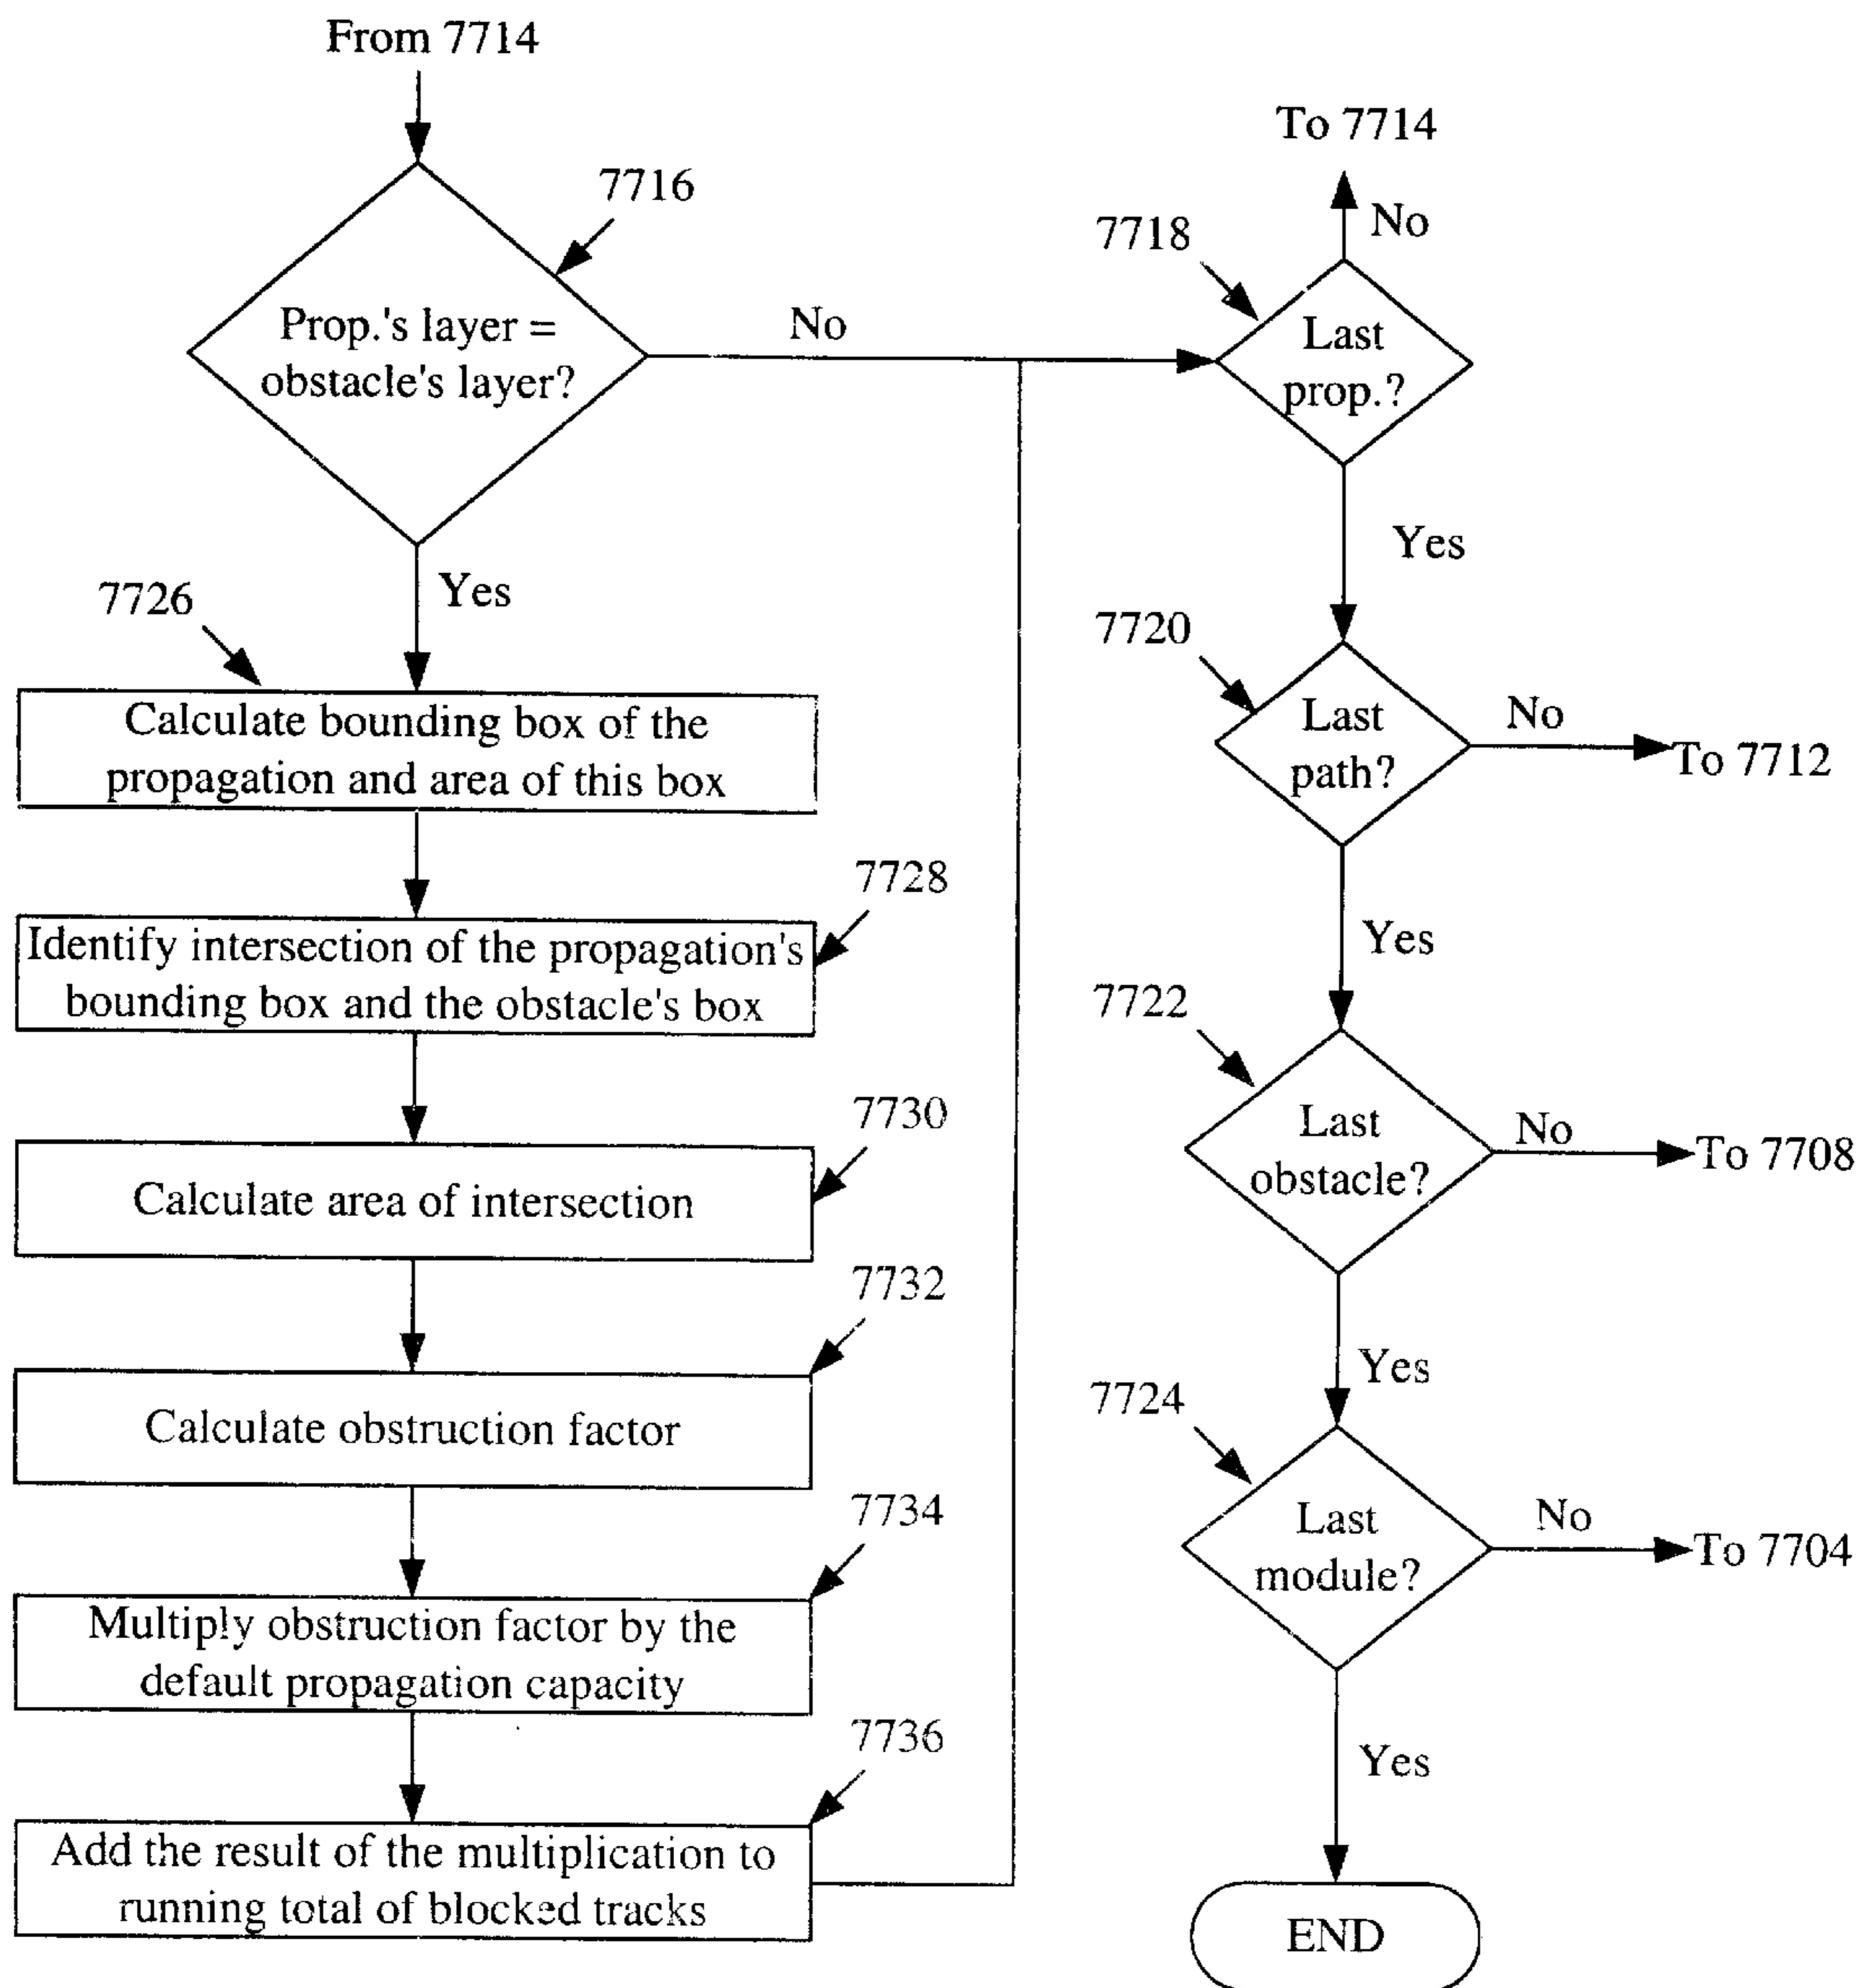 From 7714
7716
Prop.'s layer =
obstacle's layer?
No
Yes
7726
Calculate bounding box of the
propagation and area of this box
7728
Identify intersection of the propagation's
bounding box and the obstacle's box
7730
Calculate area of intersection
7732
Calculate obstruction factor
7734
Multiply obstruction factor by the
default propagation capacity
7736
Add the result of the multiplication to
running total of blocked tracks
To 7714
No
7718
Last
prop.?
Yes
7720
Last
path?
No
To 7712
Yes
7722
Last
obstacle?
No
To 7708
Yes
7724
Last
module?
No
To 7704
Yes
END